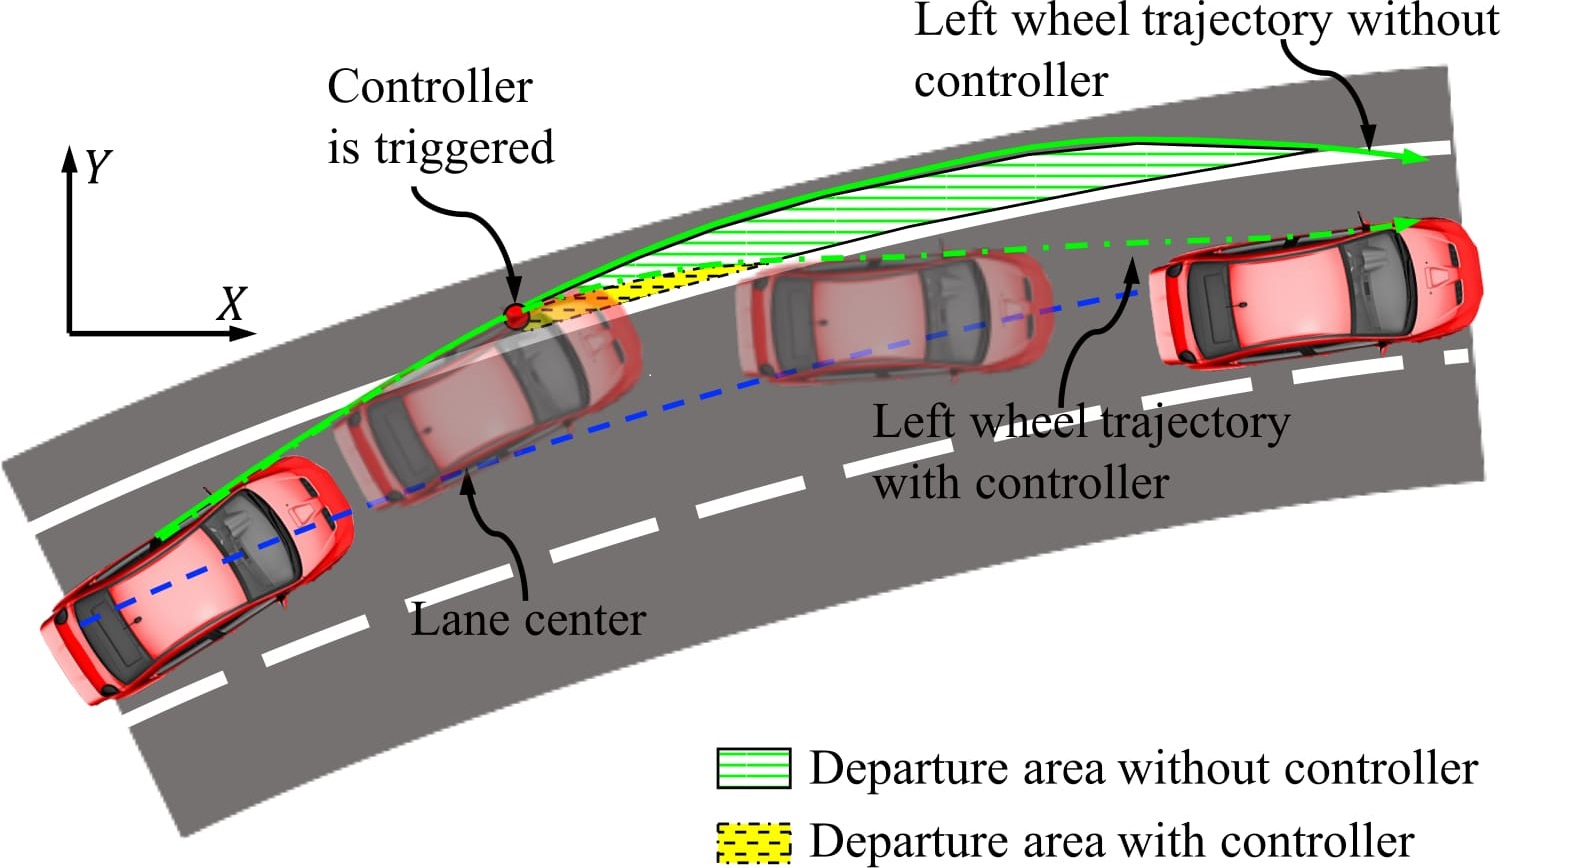 Left wheel trajectory without
controller
Controller
is triggered
Y
X
Left wheel trajectory
with controller
Lane center
Departure area without controller
Departure area with controller